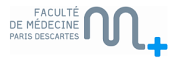 FACULTÉ
DE MÉDECINE
PARIS DESCARTES